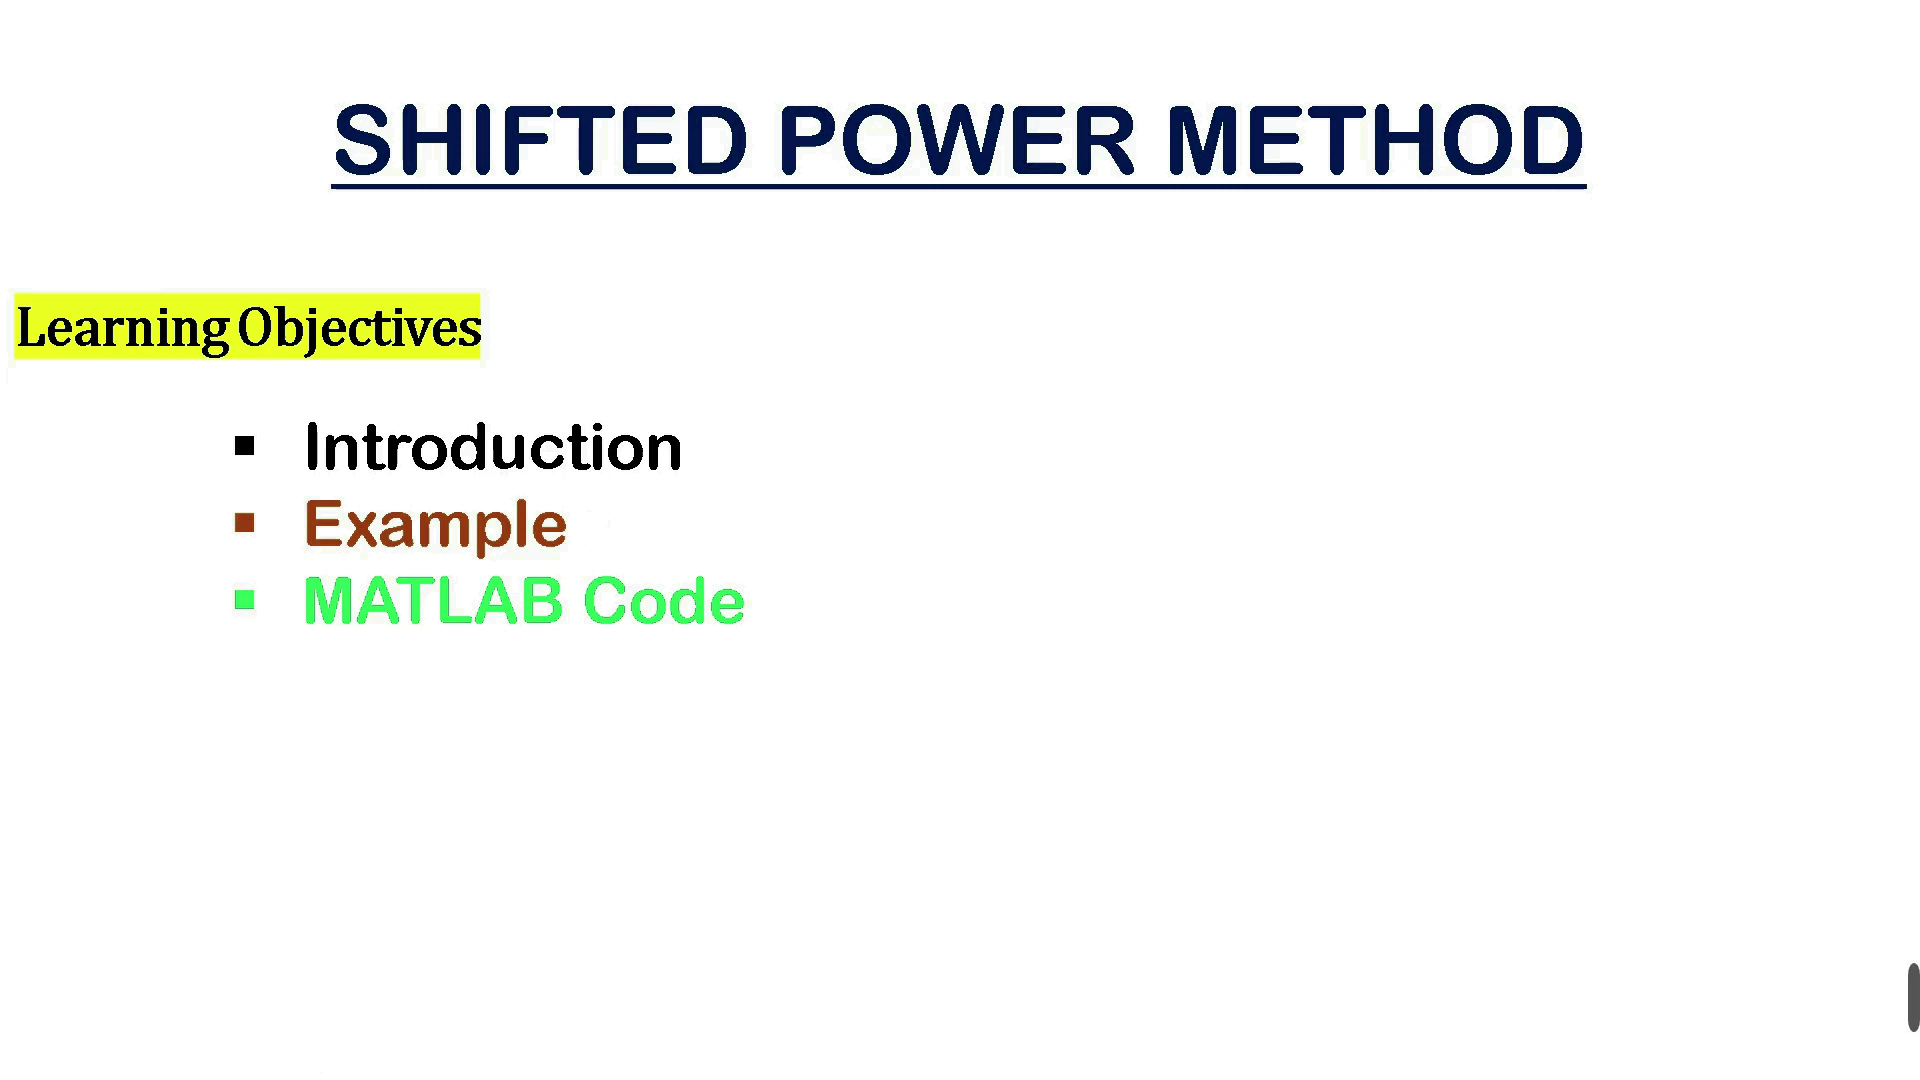 SHIFTED POWER METHOD
Learning Objectives
▪ Introduction
▪ Example
▪ MATLAB Code